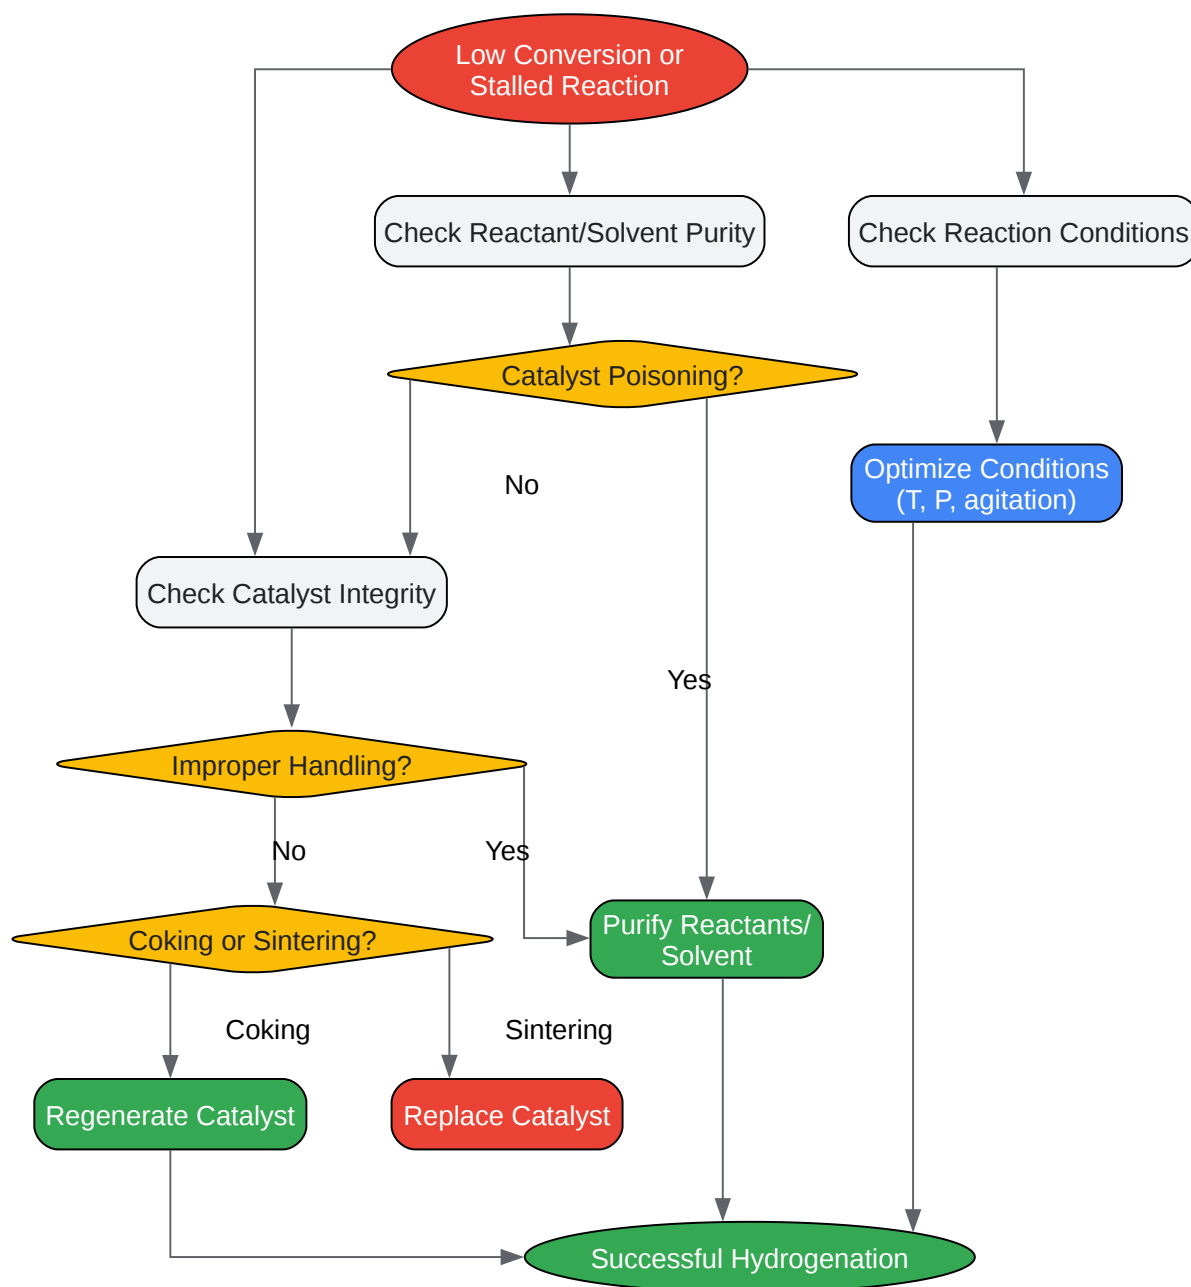 Low Conversion or
Stalled Reaction
Check Reactant/Solvent Purity
Check Reaction Conditions
Catalyst Poisoning?
Optimize Conditions
(T, P, agitation)
No
Check Catalyst Integrity
Yes
Improper Handling?
No
Yes
Purify Reactants/
Solvent
Coking or Sintering?
Coking
Sintering
Regenerate Catalyst
Replace Catalyst
Successful Hydrogenation